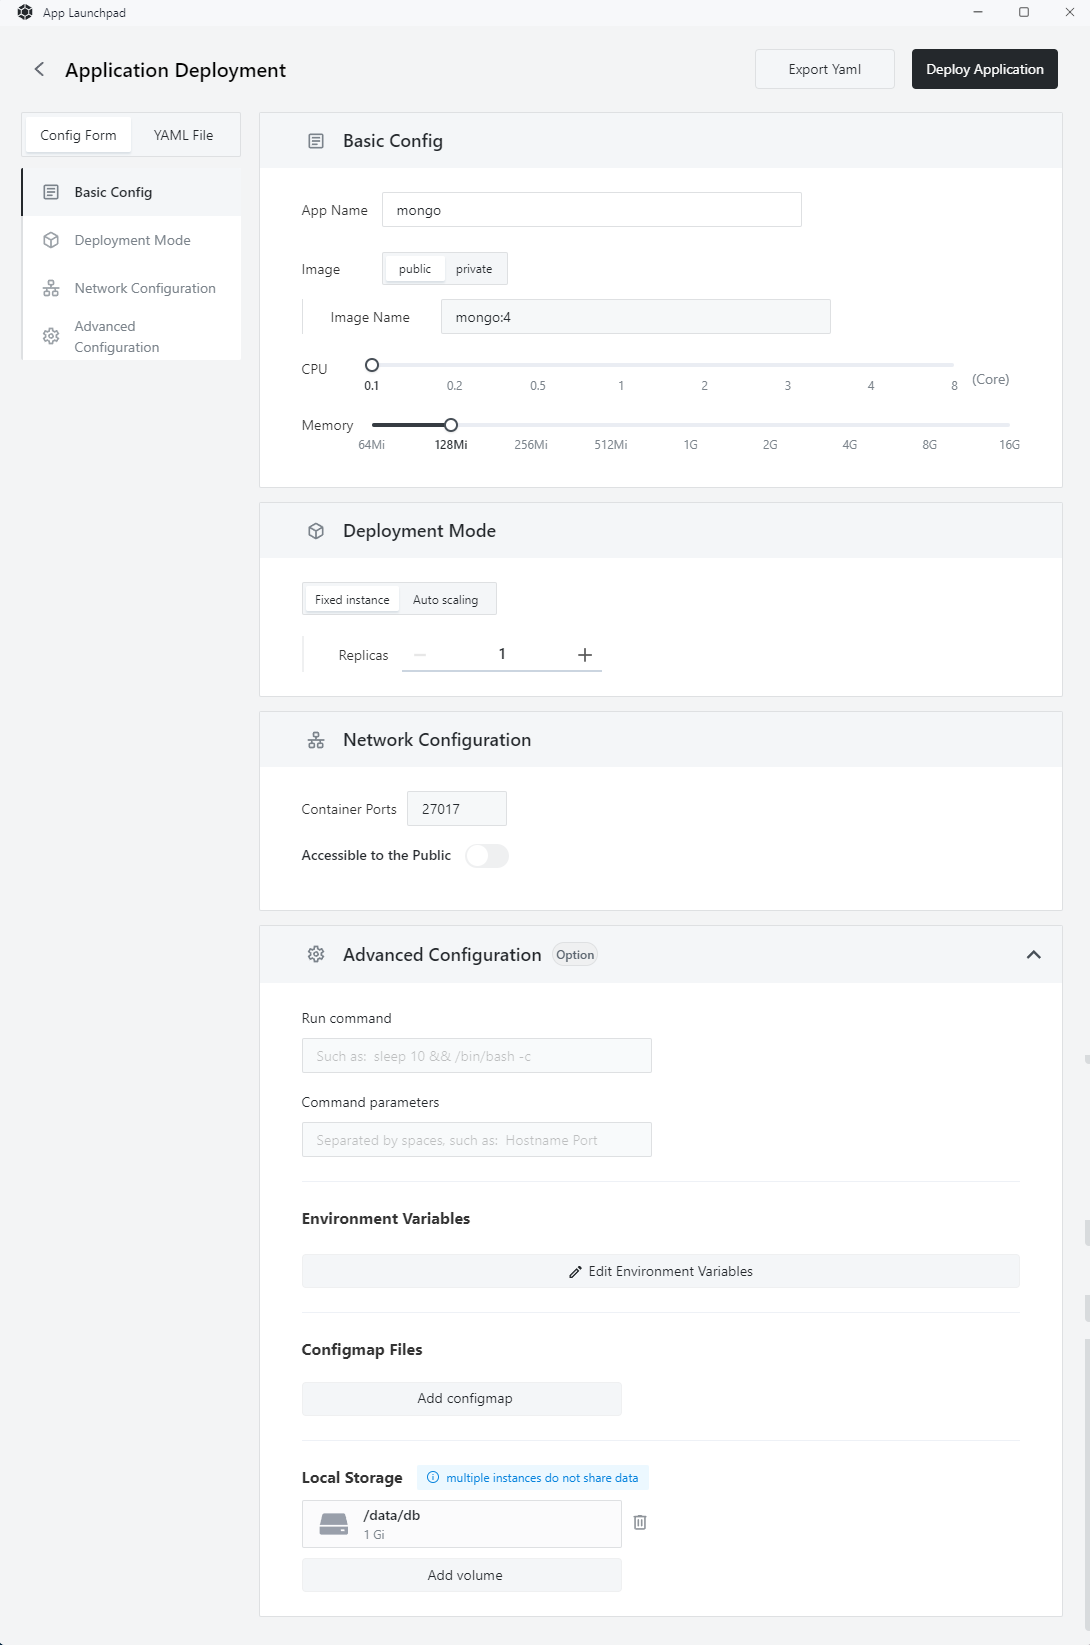 App Launchpad
Application Deployment
Export Yaml
Deploy Application
Config Form
YAML File
Basic Config
Deployment Mode
Network Configuration
Advanced
Configuration
Basic Config
App Name
mongo
Image
public
private
Image Name
mongo:4
CPU
0.1 0.2 0.5 1 2 3 4 8
(Core)
Memory
64Mi 128Mi 256Mi 512Mi 1G 2G 4G 8G 16G
Deployment Mode
Fixed instance
Auto scaling
Replicas
1
Network Configuration
Container Ports
27017
Accessible to the Public
Advanced Configuration
Option
Run command
Such as: sleep 10 && /bin/bash -c
Command parameters
Separated by spaces, such as: Hostname Port
Environment Variables
Edit Environment Variables
Configmap Files
Add configmap
Local Storage
multiple instances do not share data
/data/db
1 Gi
Add volume